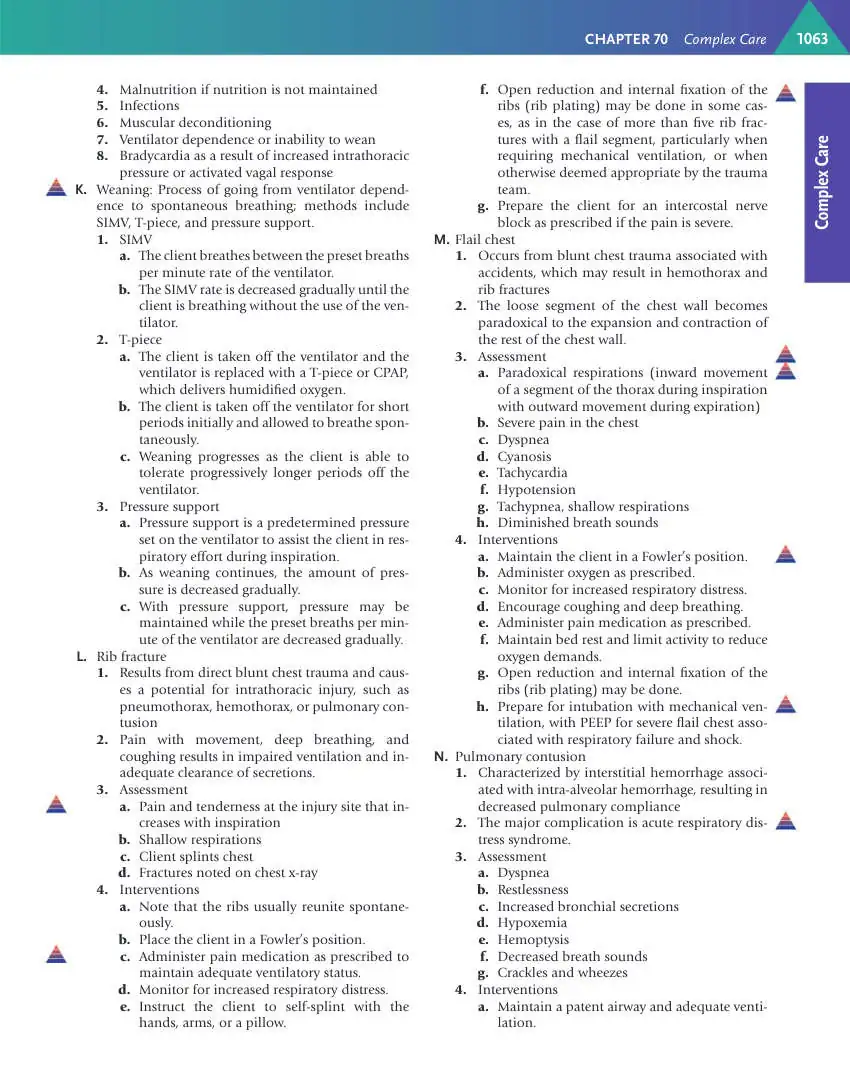 CHAPTER 70 Complex Care 1063
4. Malnutrition if nutrition is not maintained
5. Infections
6. Muscular deconditioning
7. Ventilator dependence or inability to wean
8. Bradycardia as a result of increased intrathoracic
pressure or activated vagal response
K. Weaning: Process of going from ventilator depend-
ence to spontaneous breathing; methods include
SIMV, T-piece, and pressure support.
1. SIMV
a. The client breathes between the preset breaths
per minute rate of the ventilator.
b. The SIMV rate is decreased gradually until the
client is breathing without the use of the ven-
tilator.
2. T-piece
a. The client is taken off the ventilator and the
ventilator is replaced with a T-piece or CPAP,
which delivers humidified oxygen.
b. The client is taken off the ventilator for short
periods initially and allowed to breathe spon-
taneously.
c. Weaning progresses as the client is able to
tolerate progressively longer periods off the
ventilator.
3. Pressure support
a. Pressure support is a predetermined pressure
set on the ventilator to assist the client in res-
piratory effort during inspiration.
b. As weaning continues, the amount of pres-
sure is decreased gradually.
c. With pressure support, pressure may be
maintained while the preset breaths per min-
ute of the ventilator are decreased gradually.
L. Rib fracture
1. Results from direct blunt chest trauma and caus-
es a potential for intrathoracic injury, such as
pneumothorax, hemothorax, or pulmonary con-
tusion
2. Pain with movement, deep breathing, and
coughing results in impaired ventilation and in-
adequate clearance of secretions.
3. Assessment
a. Pain and tenderness at the injury site that in-
creases with inspiration
b. Shallow respirations
c. Client splints chest
d. Fractures noted on chest x-ray
4. Interventions
a. Note that the ribs usually reunite spontane-
ously.
b. Place the client in a Fowler's position.
c. Administer pain medication as prescribed to
maintain adequate ventilatory status.
d. Monitor for increased respiratory distress.
e. Instruct the client to self-splint with the
hands, arms, or a pillow.
f. Open reduction and internal fixation of the
ribs (rib plating) may be done in some cas-
es, as in the case of more than five rib frac-
tures with a flail segment, particularly when
requiring mechanical ventilation, or when
otherwise deemed appropriate by the trauma
team.
g. Prepare the client for an intercostal nerve
block as prescribed if the pain is severe.
M. Flail chest
1. Occurs from blunt chest trauma associated with
accidents, which may result in hemothorax and
rib fractures
2. The loose segment of the chest wall becomes
paradoxical to the expansion and contraction of
the rest of the chest wall.
3. Assessment
a. Paradoxical respirations (inward movement
of a segment of the thorax during inspiration
with outward movement during expiration)
b. Severe pain in the chest
c. Dyspnea
d. Cyanosis
e. Tachycardia
f. Hypotension
g. Tachypnea, shallow respirations
h. Diminished breath sounds
4. Interventions
a. Maintain the client in a Fowler's position.
b. Administer oxygen as prescribed.
c. Monitor for increased respiratory distress.
d. Encourage coughing and deep breathing.
e. Administer pain medication as prescribed.
f. Maintain bed rest and limit activity to reduce
oxygen demands.
g. Open reduction and internal fixation of the
ribs (rib plating) may be done.
h. Prepare for intubation with mechanical ven-
tilation, with PEEP for severe flail chest asso-
ciated with respiratory failure and shock.
N. Pulmonary contusion
1. Characterized by interstitial hemorrhage associ-
ated with intra-alveolar hemorrhage, resulting in
decreased pulmonary compliance
2. The major complication is acute respiratory dis-
tress syndrome.
3. Assessment
a. Dyspnea
b. Restlessness
c. Increased bronchial secretions
d. Hypoxemia
e. Hemoptysis
f. Decreased breath sounds
g. Crackles and wheezes
4. Interventions
a. Maintain a patent airway and adequate venti-
lation.
Complex Care